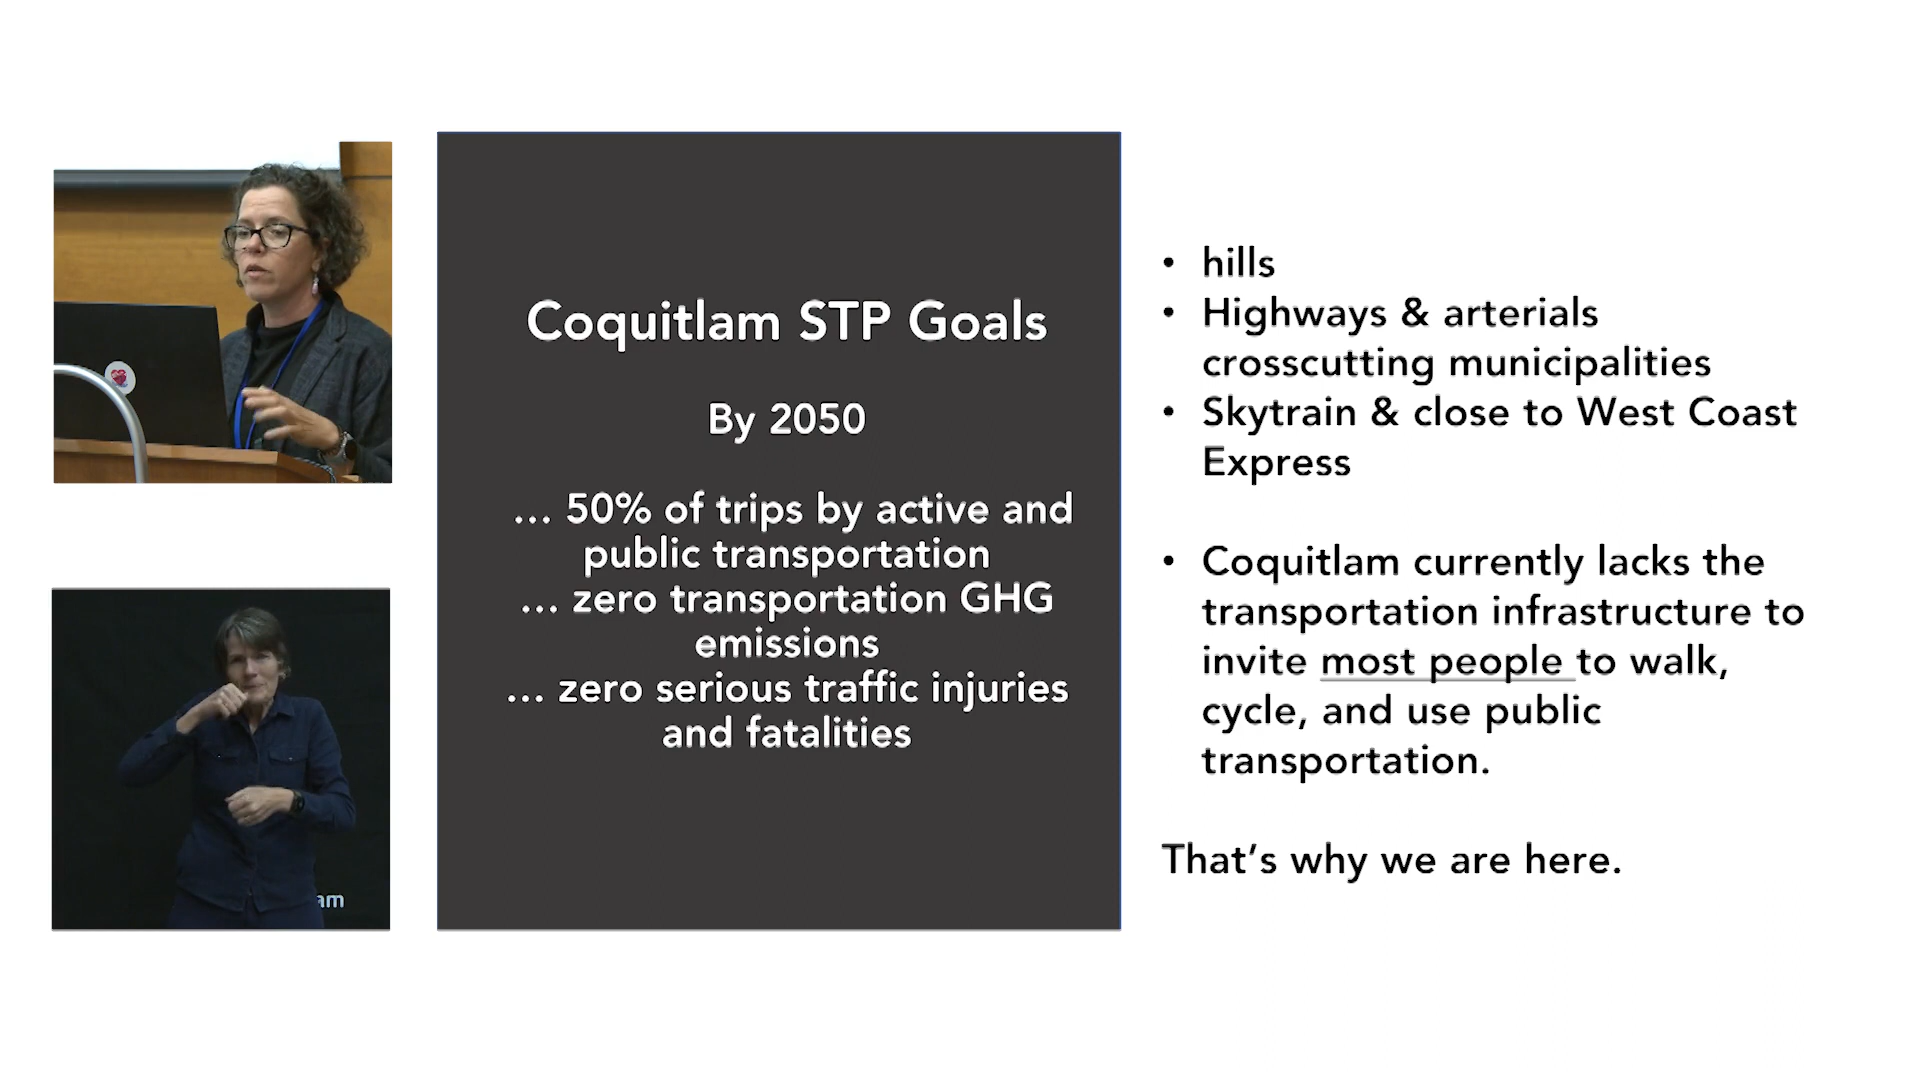 Coquitlam STP Goals
By 2050
... 50% of trips by active and
public transportation
... zero transportation GHG
emissions
... zero serious traffic injuries
and fatalities
• hills
• Highways & arterials
crosscutting municipalities
• Skytrain & close to West Coast
Express
• Coquitlam currently lacks the
transportation infrastructure to
invite most people to walk,
cycle, and use public
transportation.
That's why we are here.
am